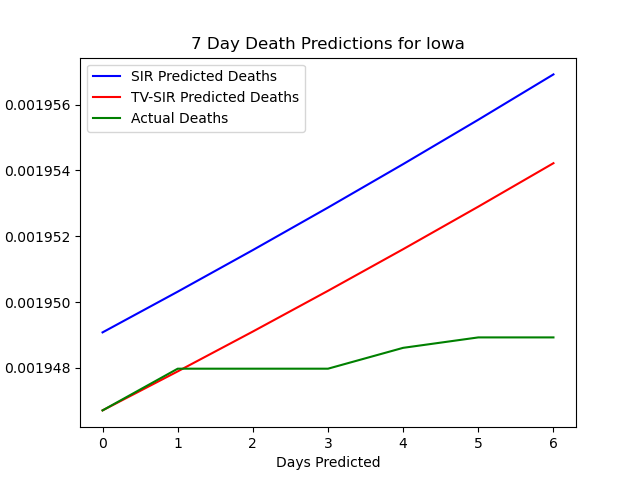 7 Day Death Predictions for Iowa
SIR Predicted Deaths
TV-SIR Predicted Deaths
Actual Deaths
0.001956
0.001954
0.001952
0.001950
0.001948
0 1 2 3 4 5 6
Days Predicted